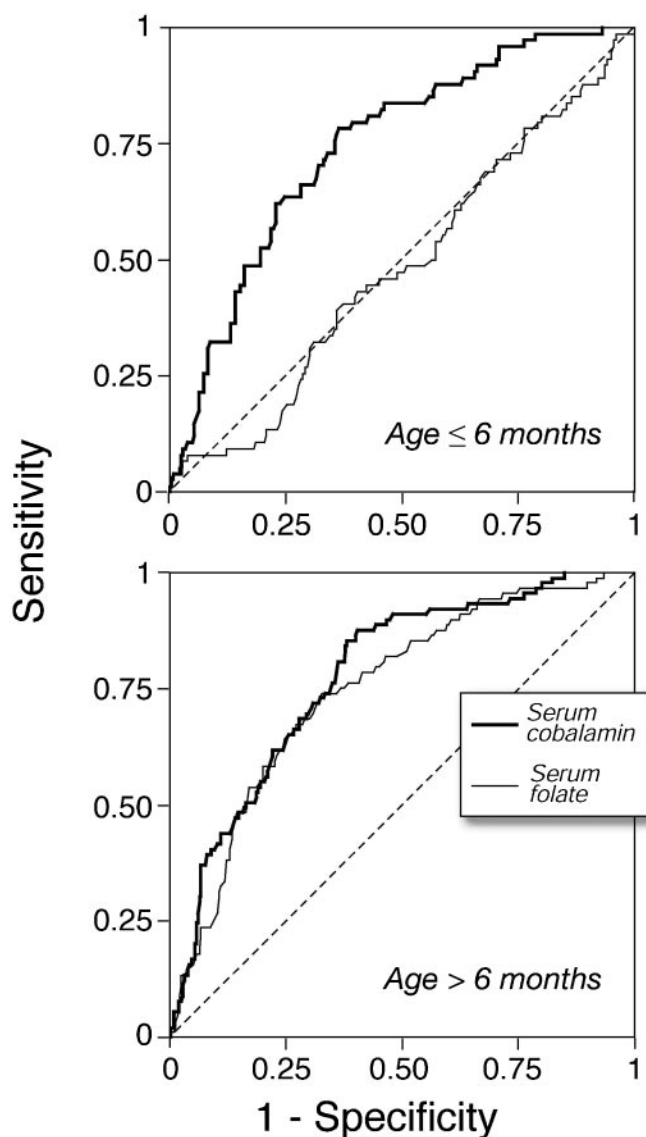 Sensitivity
1
0.75
0.50
0.25
0
0 0.25 0.50 0.75 1
Age ≤ 6 months
1
0.75
0.50
0.25
0
0 0.25 0.50 0.75 1
Age > 6 months
Serum
cobalamin
Serum
folate
1 - Specificity